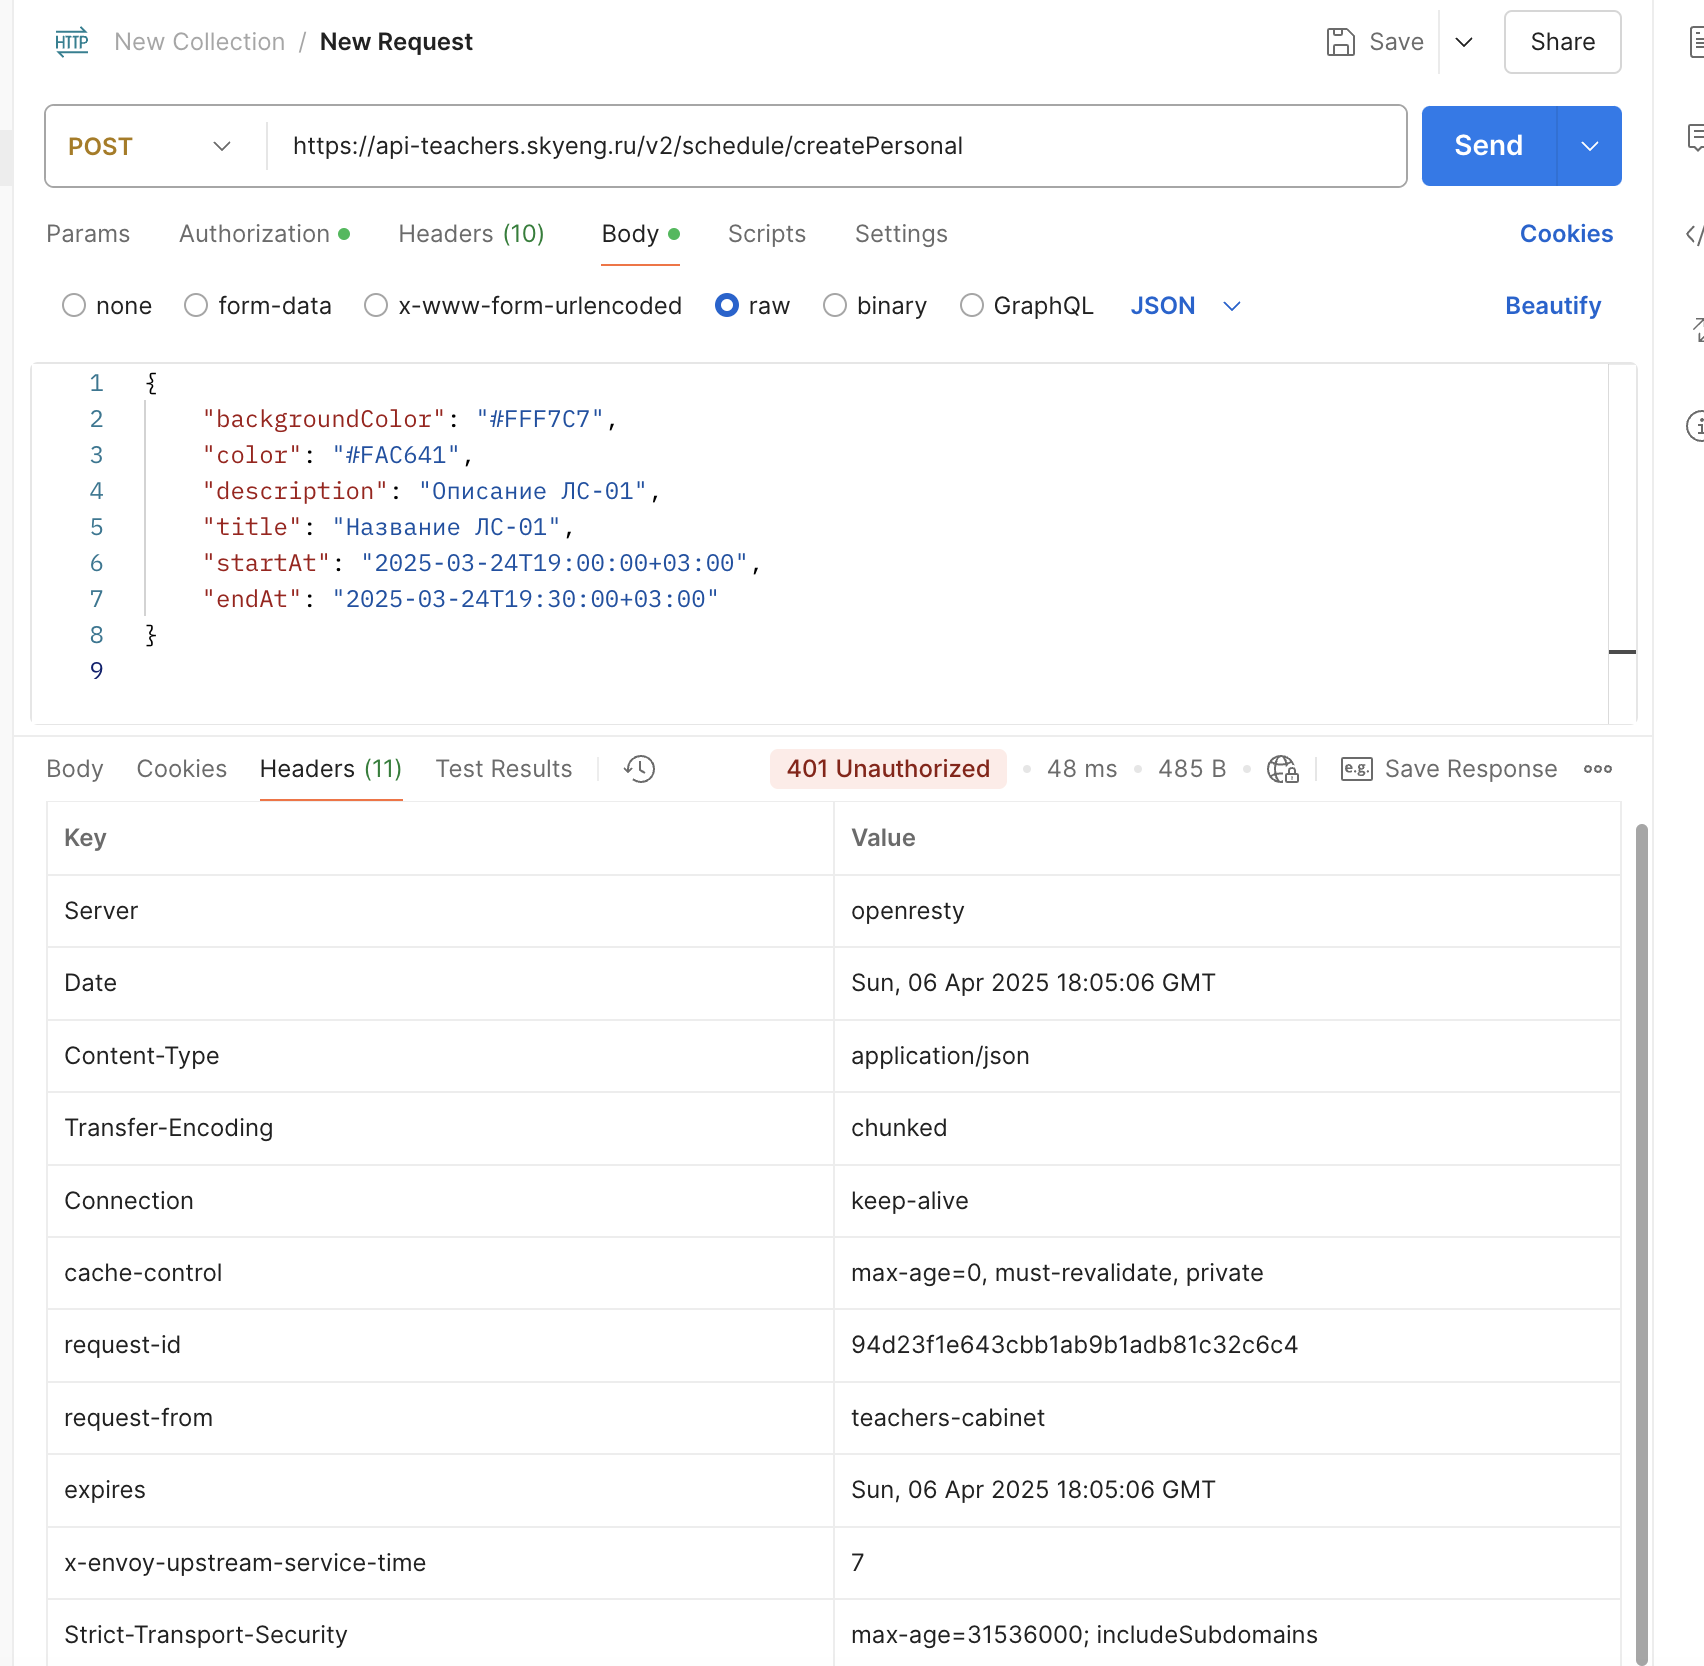 HTTP New Collection / New Request Save Share
POST https://api-teachers.skyeng.ru/v2/schedule/createPersonal Send
Params Authorization Headers (10) Body Scripts Settings Cookies
none form-data x-www-form-urlencoded raw binary GraphQL JSON Beautify
1 {
2 "backgroundColor": "#FFF7C7",
3 "color": "#FAC641",
4 "description": "Описание ЛС-01",
5 "title": "Название ЛС-01",
6 "startAt": "2025-03-24T19:00:00+03:00",
7 "endAt": "2025-03-24T19:30:00+03:00"
8 }
9
Body Cookies Headers (11) Test Results 401 Unauthorized • 48 ms • 485 B • e.g. Save Response
Key Value
Server openresty
Date Sun, 06 Apr 2025 18:05:06 GMT
Content-Type application/json
Transfer-Encoding chunked
Connection keep-alive
cache-control max-age=0, must-revalidate, private
request-id 94d23f1e643cbb1ab9b1adb81c32c6c4
request-from teachers-cabinet
expires Sun, 06 Apr 2025 18:05:06 GMT
x-envoy-upstream-service-time 7
Strict-Transport-Security max-age=31536000; includeSubdomains